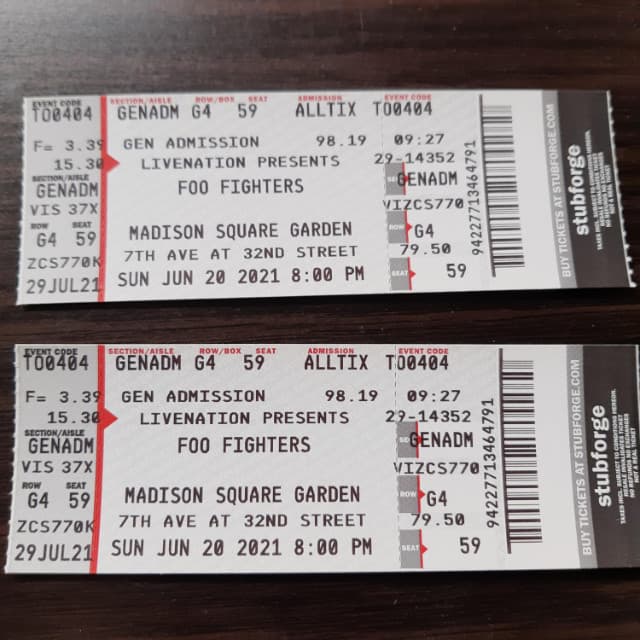 EVENT CODE SECTION/AISLE ROW/BOX SEAT ADMISSION EVENT CODE
TO0404 GENADM G4 59 ALLTIX TO0404
F= 3.39 GEN ADMISSION 98.19 09:27
15.30 LIVENATION PRESENTS 29-14352
SECTION/AISLE
GENADM FOO FIGHTERS GENADM
VIS 37X VIZCS770
ROW SEAT
G4 59 MADISON SQUARE GARDEN ROW G4
ZCS770K 7TH AVE AT 32ND STREET 79.50
29JUL21 SUN JUN 20 2021 8:00 PM SEAT 59
94227713464791
BUY TICKETS AT STUBFORGE.COM
stubforge
EVENT CODE SECTION/AISLE ROW/BOX SEAT ADMISSION EVENT CODE
TO0404 GENADM G4 59 ALLTIX TO0404
F= 3.39 GEN ADMISSION 98.19 09:27
15.30 LIVENATION PRESENTS 29-14352
SECTION/AISLE
GENADM FOO FIGHTERS GENADM
VIS 37X VIZCS770
ROW SEAT
G4 59 MADISON SQUARE GARDEN ROW G4
ZCS770K 7TH AVE AT 32ND STREET 79.50
29JUL21 SUN JUN 20 2021 8:00 PM SEAT 59
94227713464791
BUY TICKETS AT STUBFORGE.COM
stubforge